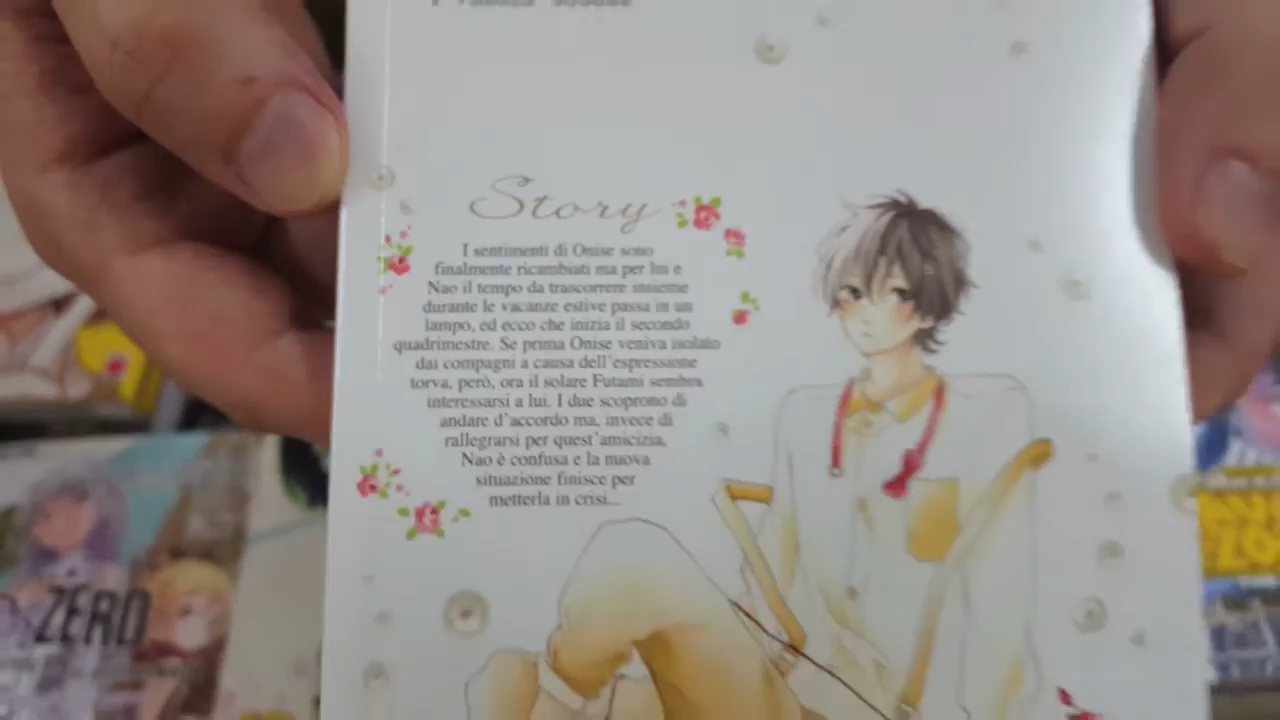 Story
I sentimenti di Onise sono
finalmente ricambiati ma per lui e
Nao il tempo da trascorrere insieme
durante le vacanze estive passa in un
lampo, ed ecco che inizia il secondo
quadrimestre. Se prima Onise veniva isolato
dai compagni a causa dell'espressione
torva, però, ora il solare Futami sembra
interessarsi a lui. I due scoprono di
andare d'accordo ma, invece di
rallegrarsi per quest'amicizia,
Nao è confusa e la nuova
situazione finisce per
metterla in crisi...
ZERO